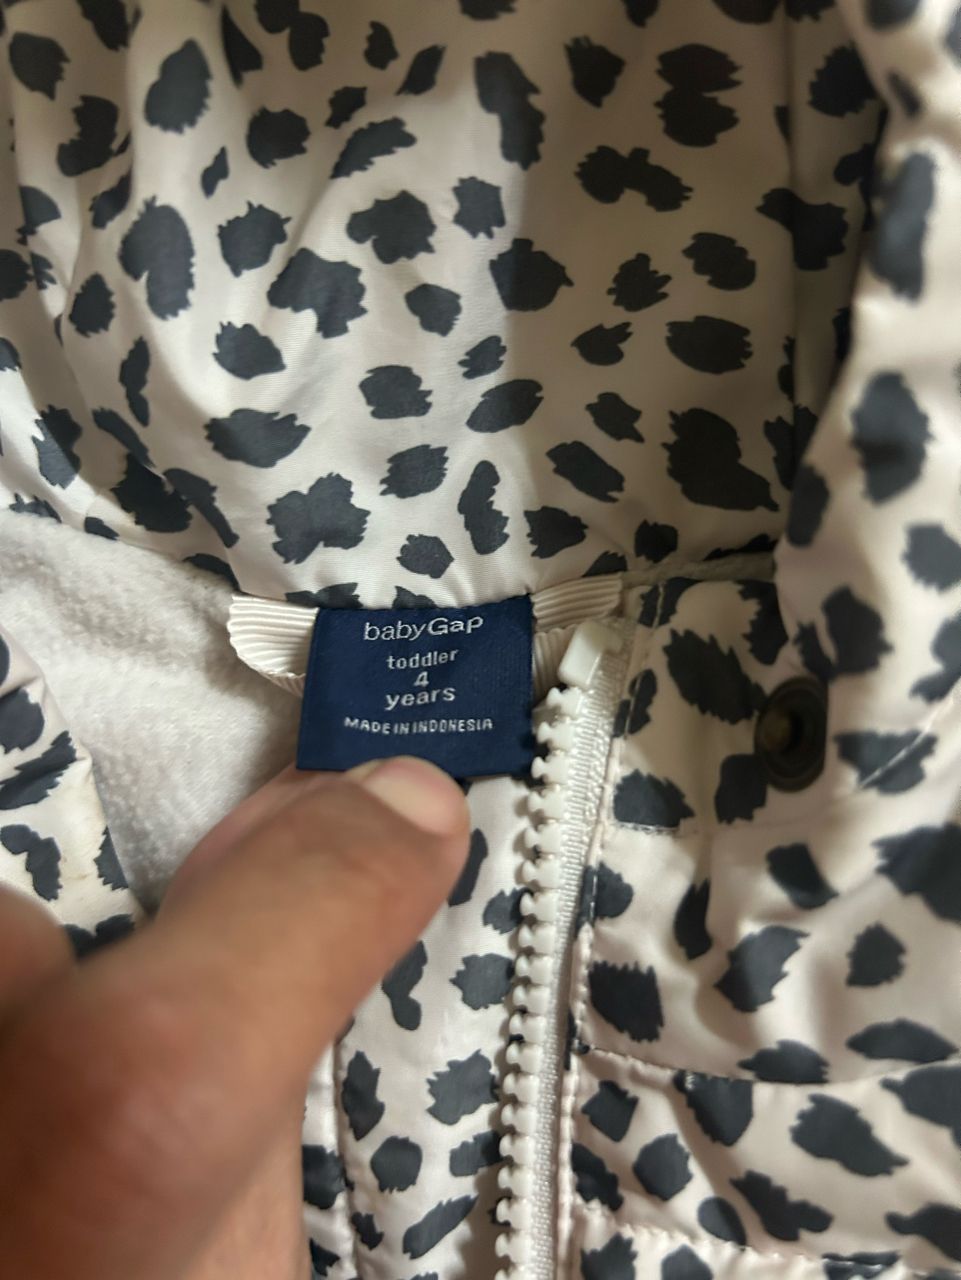 babyGap
toddler
4
years
MADE IN INDONESIA